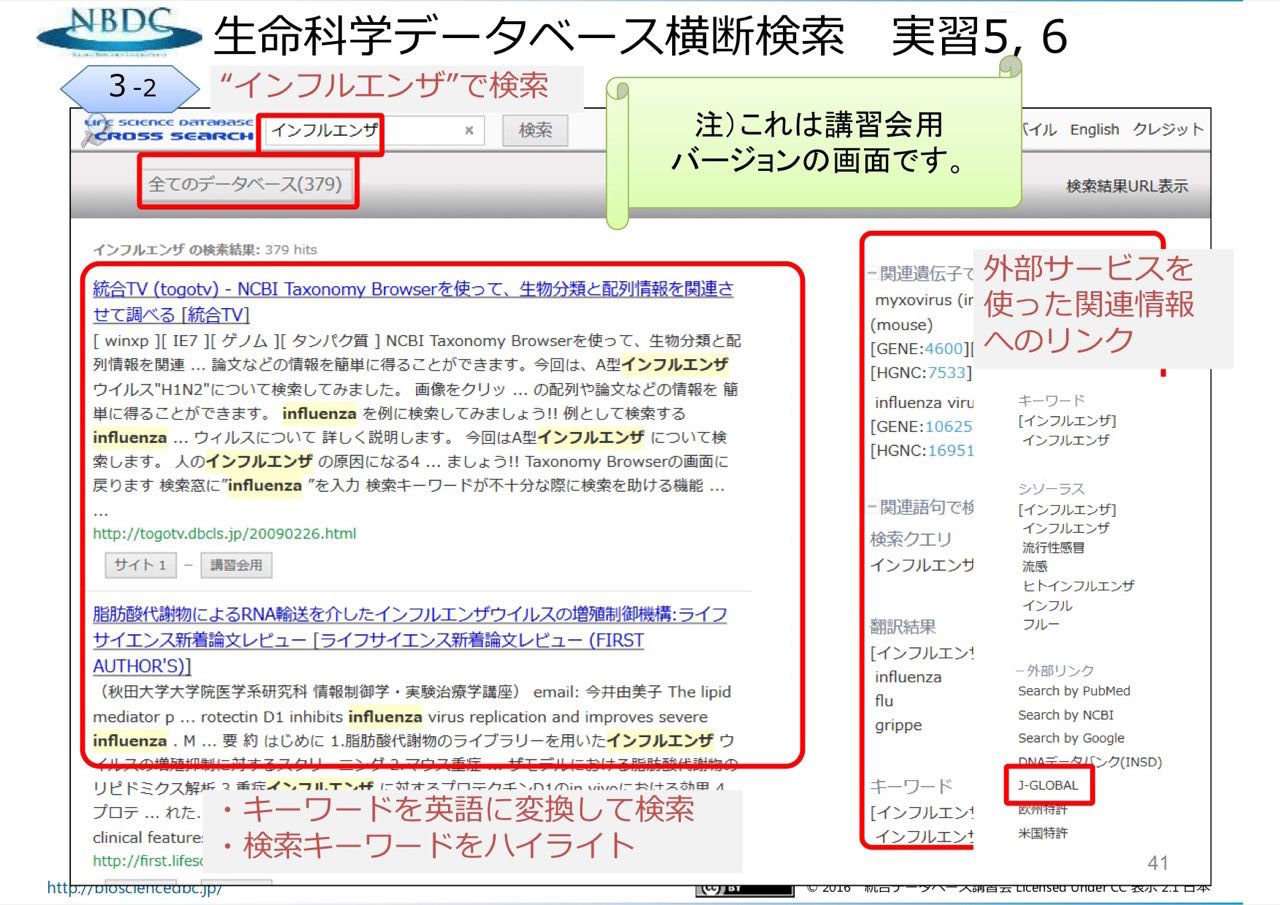 NBDC
生命科学データベース横断検索　実習5, 6
3-2
“インフルエンザ”で検索
注）これは講習会用
バージョンの画面です。
LIFE SCIENCE DATABASE
CROSS SEARCH
インフルエンザ
×
検索
バイル English クレジット
全てのデータベース(379)
検索結果URL表示
インフルエンザ の検索結果: 379 hits
統合TV (togotv) - NCBI Taxonomy Browserを使って、生物分類と配列情報を関連さ
せて調べる [統合TV]
[ winxp ][ IE7 ][ ゲノム ][ タンパク質 ] NCBI Taxonomy Browserを使って、生物分類と配
列情報を関連 ... 論文などの情報を簡単に得ることができます。今回は、A型インフルエンザ
ウイルス"H1N2"について検索してみました。 画像をクリッ ... の配列や論文などの情報を 簡
単に得ることができます。 influenza を例に検索してみましょう!! 例として検索する
influenza ... ウィルスについて 詳しく説明します。 今回はA型インフルエンザ について検
索します。 人のインフルエンザ の原因になる4 ... ましょう!! Taxonomy Browserの画面に
戻ります 検索窓に”influenza ”を入力 検索キーワードが不十分な際に検索を助ける機能 ...
...
http://togotv.dbcls.jp/20090226.html
サイト 1 － 講習会用
脂肪酸代謝物によるRNA輸送を介したインフルエンザウイルスの増殖制御機構:ライフ
サイエンス新着論文レビュー [ライフサイエンス新着論文レビュー (FIRST
AUTHOR'S)]
（秋田大学大学院医学系研究科 情報制御学・実験治療学講座） email: 今井由美子 The lipid
mediator p ... rotectin D1 inhibits influenza virus replication and improves severe
influenza . M ... 要 約 はじめに 1.脂肪酸代謝物のライブラリーを用いたインフルエンザ ウ
イルスの増殖抑制に対するスクリーニング 2.マウス重症 ... ザモデルにおける脂肪酸代謝物の
リピドミクス解析 3.重症インフルエンザ に対するプロテクチンD1のin vivoにおける効果 4.
プロテ ... れた.
clinical feature
http://first.lifesc
・キーワードを英語に変換して検索
・検索キーワードをハイライト
－関連遺伝子で
myxovirus (in
(mouse)
[GENE:4600][
[HGNC:7533]
influenza viru
[GENE:10625
[HGNC:16951
－関連語句で検
検索クエリ
インフルエンザ
翻訳結果
[インフルエンザ
influenza
flu
grippe
キーワード
[インフルエンザ
インフルエンザ
外部サービスを
使った関連情報
へのリンク
キーワード
[インフルエンザ]
インフルエンザ
シソーラス
[インフルエンザ]
インフルエンザ
流行性感冒
流感
ヒトインフルエンザ
インフル
フルー
－外部リンク
Search by PubMed
Search by NCBI
Search by Google
DNAデータバンク(INSD)
J-GLOBAL
欧州特許
米国特許
41
http://biosciencedbc.jp/
(cc) BY
© 2016　統合データベース講習会 Licensed Under CC 表示 2.1 日本